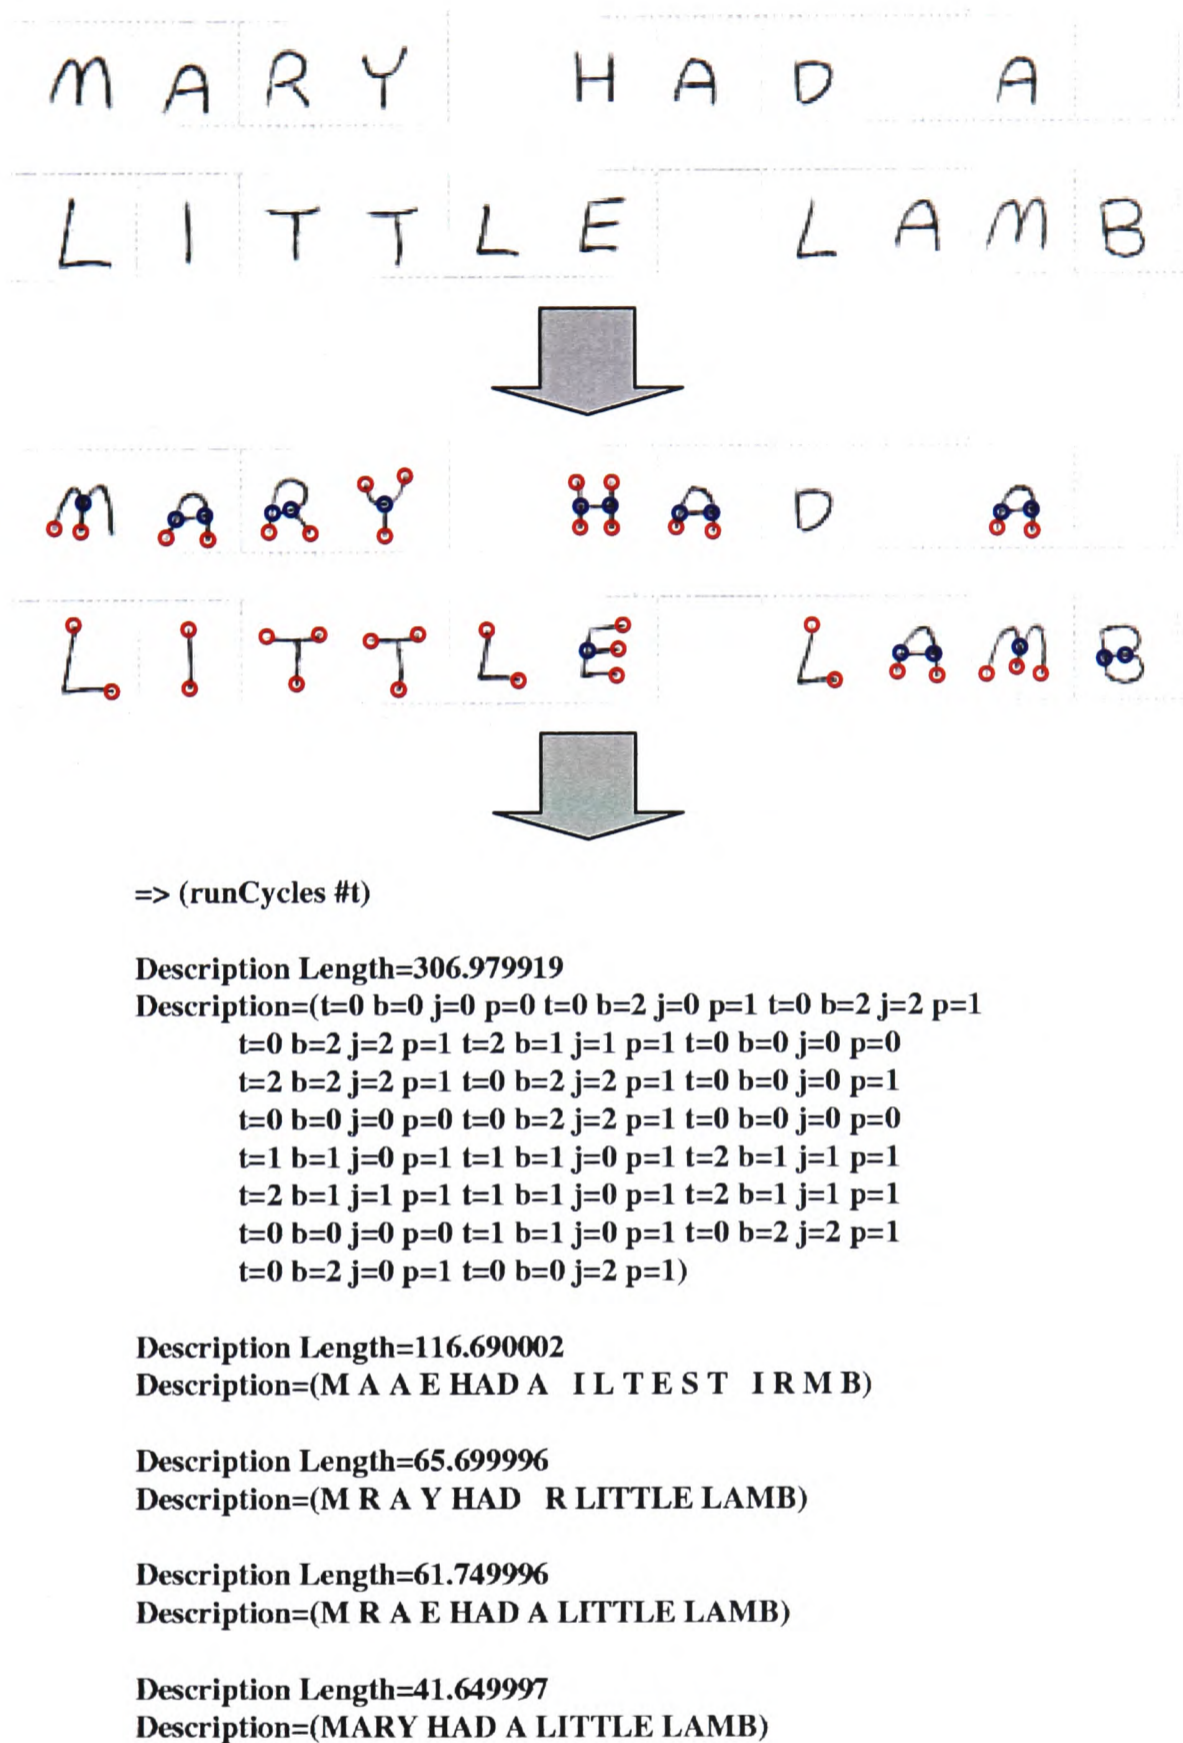 MARY HAD A
LITTLE LAMB
MARY HAD A
LITTLE LAMB
=> (runCycles #t)
Description Length=306.979919
Description=(t=0 b=0 j=0 p=0 t=0 b=2 j=0 p=1 t=0 b=2 j=2 p=1
t=0 b=2 j=2 p=1 t=2 b=1 j=1 p=1 t=0 b=0 j=0 p=0
t=2 b=2 j=2 p=1 t=0 b=2 j=2 p=1 t=0 b=0 j=0 p=1
t=0 b=0 j=0 p=0 t=0 b=2 j=2 p=1 t=0 b=0 j=0 p=0
t=1 b=1 j=0 p=1 t=1 b=1 j=0 p=1 t=2 b=1 j=1 p=1
t=2 b=1 j=1 p=1 t=1 b=1 j=0 p=1 t=2 b=1 j=1 p=1
t=0 b=0 j=0 p=0 t=1 b=1 j=0 p=1 t=0 b=2 j=2 p=1
t=0 b=2 j=0 p=1 t=0 b=0 j=2 p=1)
Description Length=116.690002
Description=(M A A E HAD A I L T E S T I R M B)
Description Length=65.699996
Description=(M R A Y HAD R LITTLE LAMB)
Description Length=61.749996
Description=(M R A E HAD A LITTLE LAMB)
Description Length=41.649997
Description=(MARY HAD A LITTLE LAMB)